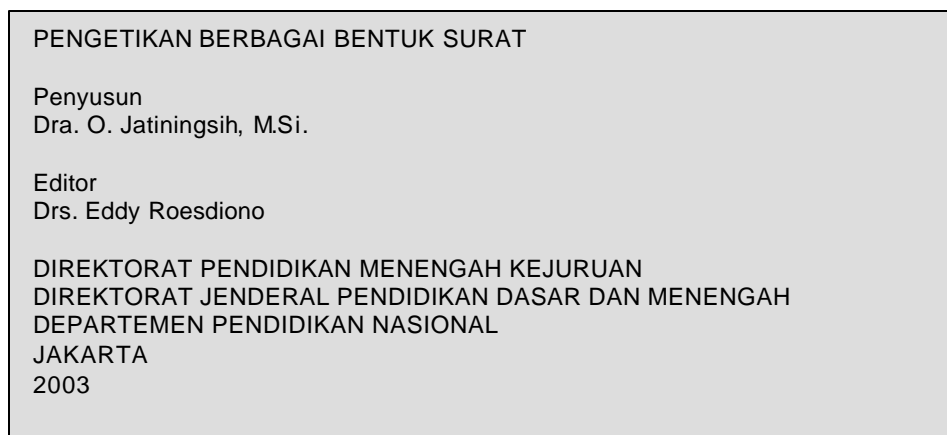 PENGETIKAN BERBAGAI BENTUK SURAT
Penyusun
Dra. O. Jatiningsih, M.Si.
Editor
Drs. Eddy Roesdiono
DIREKTORAT PENDIDIKAN MENENGAH KEJURUAN
DIREKTORAT JENDERAL PENDIDIKAN DASAR DAN MENENGAH
DEPARTEMEN PENDIDIKAN NASIONAL
JAKARTA
2003